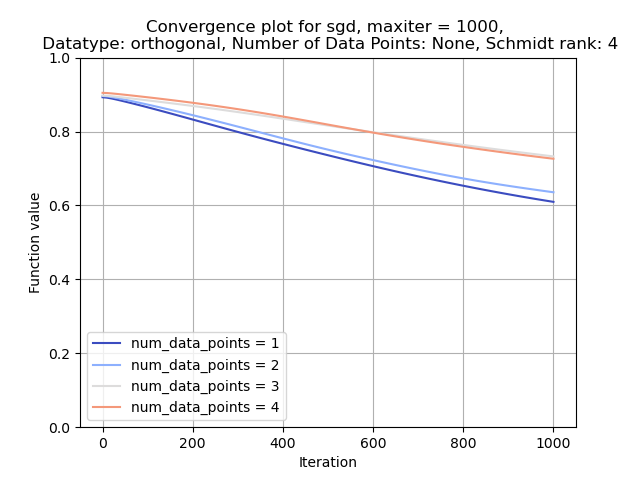 Convergence plot for sgd, maxiter = 1000,
Datatype: orthogonal, Number of Data Points: None, Schmidt rank: 4
1.0
0.8
0.6
0.4
0.2
0.0
Function value
num_data_points = 1
num_data_points = 2
num_data_points = 3
num_data_points = 4
0 200 400 600 800 1000
Iteration